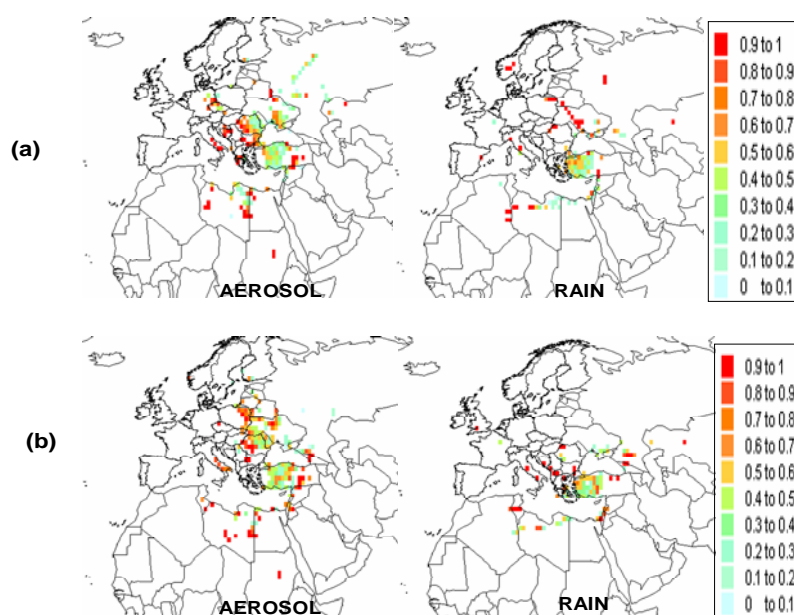 (a)
AEROSOL
RAIN
0.9 to 1
0.8 to 0.9
0.7 to 0.8
0.6 to 0.7
0.5 to 0.6
0.4 to 0.5
0.3 to 0.4
0.2 to 0.3
0.1 to 0.2
0 to 0.1
(b)
AEROSOL
RAIN
0.9 to 1
0.8 to 0.9
0.7 to 0.8
0.6 to 0.7
0.5 to 0.6
0.4 to 0.5
0.3 to 0.4
0.2 to 0.3
0.1 to 0.2
0 to 0.1